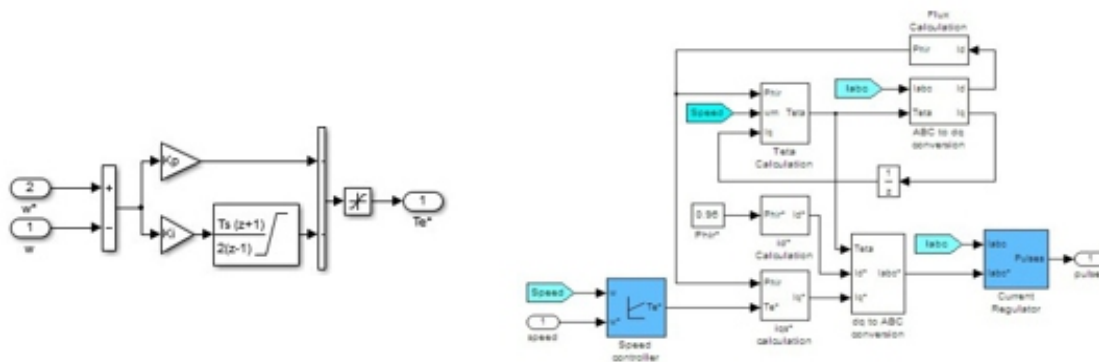 2
w*
1
w
+
-
Kp
Ki
Ts (z+1)
2(z-1)
1
Te*
Flux
Calculation
Phir
Id
Iabc
Iabc
Id
Teta
Iq
ABC to dq
conversion
Speed
Phir
wm
Teta
Iq
Teta
Calculation
1
z
0.96
Phir*
Phir*
Id*
Id*
Calculation
Phir
Te*
Iq*
iqs*
calculation
Teta
Id*
Iabc*
Iq*
dq to ABC
conversion
Iabc
Iabc
Iabc*
Pulses
Current
Regulator
1
pulse
Speed
1
speed
w
w*
Te*
Speed
controller